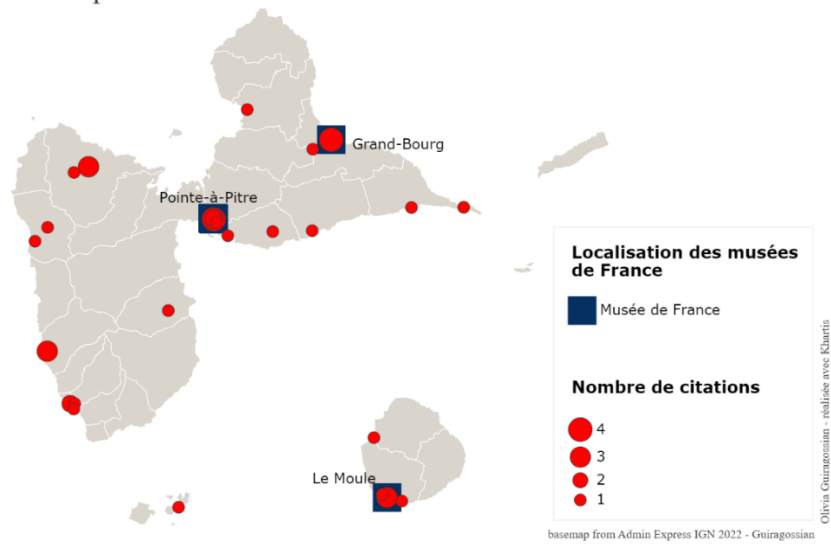 Grand-Bourg
Pointe-à-Pitre
Le Moule
Localisation des musées
de France
Musée de France
Nombre de citations
4
3
2
1
Olivia Guiragossian - réalisée avec Khartis
basemap from Admin Express IGN 2022 - Guiragossian